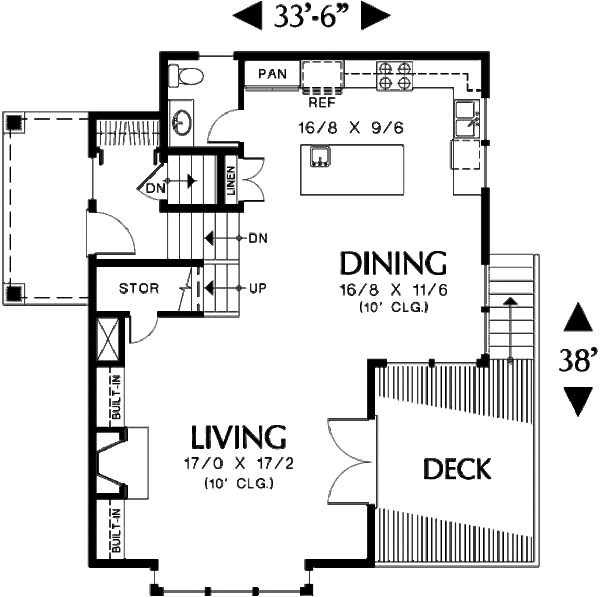 33'-6"
PAN
REF
16/8 X 9/6
DN
LINEN
DN
DINING
16/8 X 11/6
(10' CLG.)
STOR
UP
38'
BUILT-IN
LIVING
17/0 X 17/2
(10' CLG.)
DECK
BUILT-IN